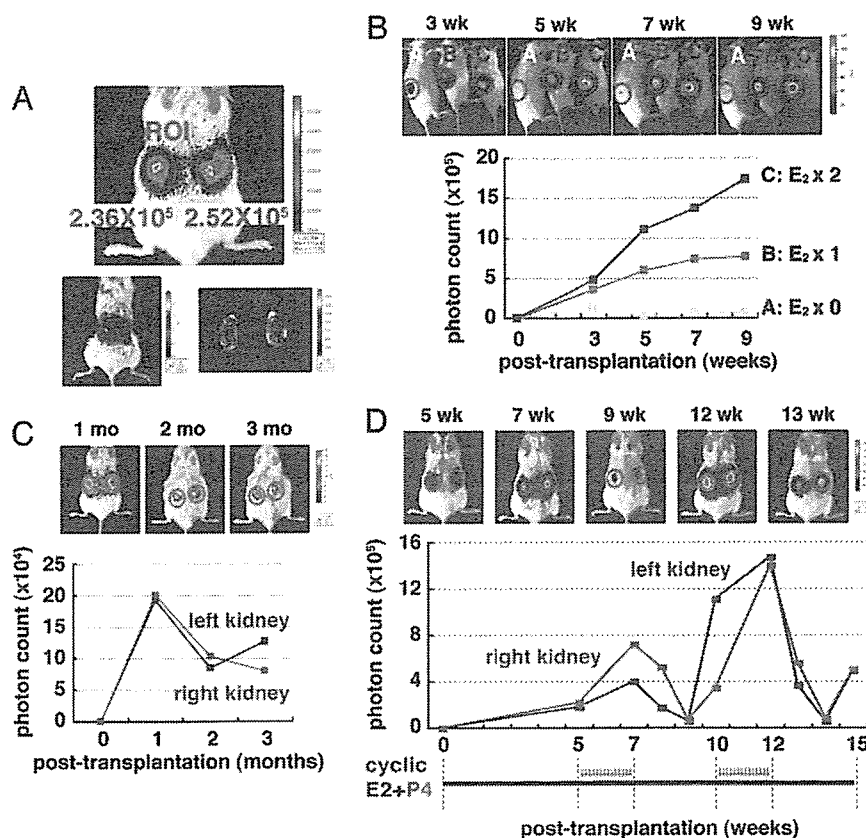 A
ROI
2.36X10⁵ 2.52X10⁵
B
3 wk 5 wk 7 wk 9 wk
A B C A B C A B C A B C
photon count (x10⁵)
20
15
10
5
0
C: E₂ x 2
B: E₂ x 1
A: E₂ x 0
0 3 5 7 9
post-transplantation (weeks)
C
1 mo 2 mo 3 mo
photon count (x10⁴)
25
20
15
10
5
0
left kidney
right kidney
0 1 2 3
post-transplantation (months)
D
5 wk 7 wk 9 wk 12 wk 13 wk
photon count (x10⁵)
16
12
8
4
0
left kidney
right kidney
0 5 7 10 12 15
cyclic
E2+P4
post-transplantation (weeks)